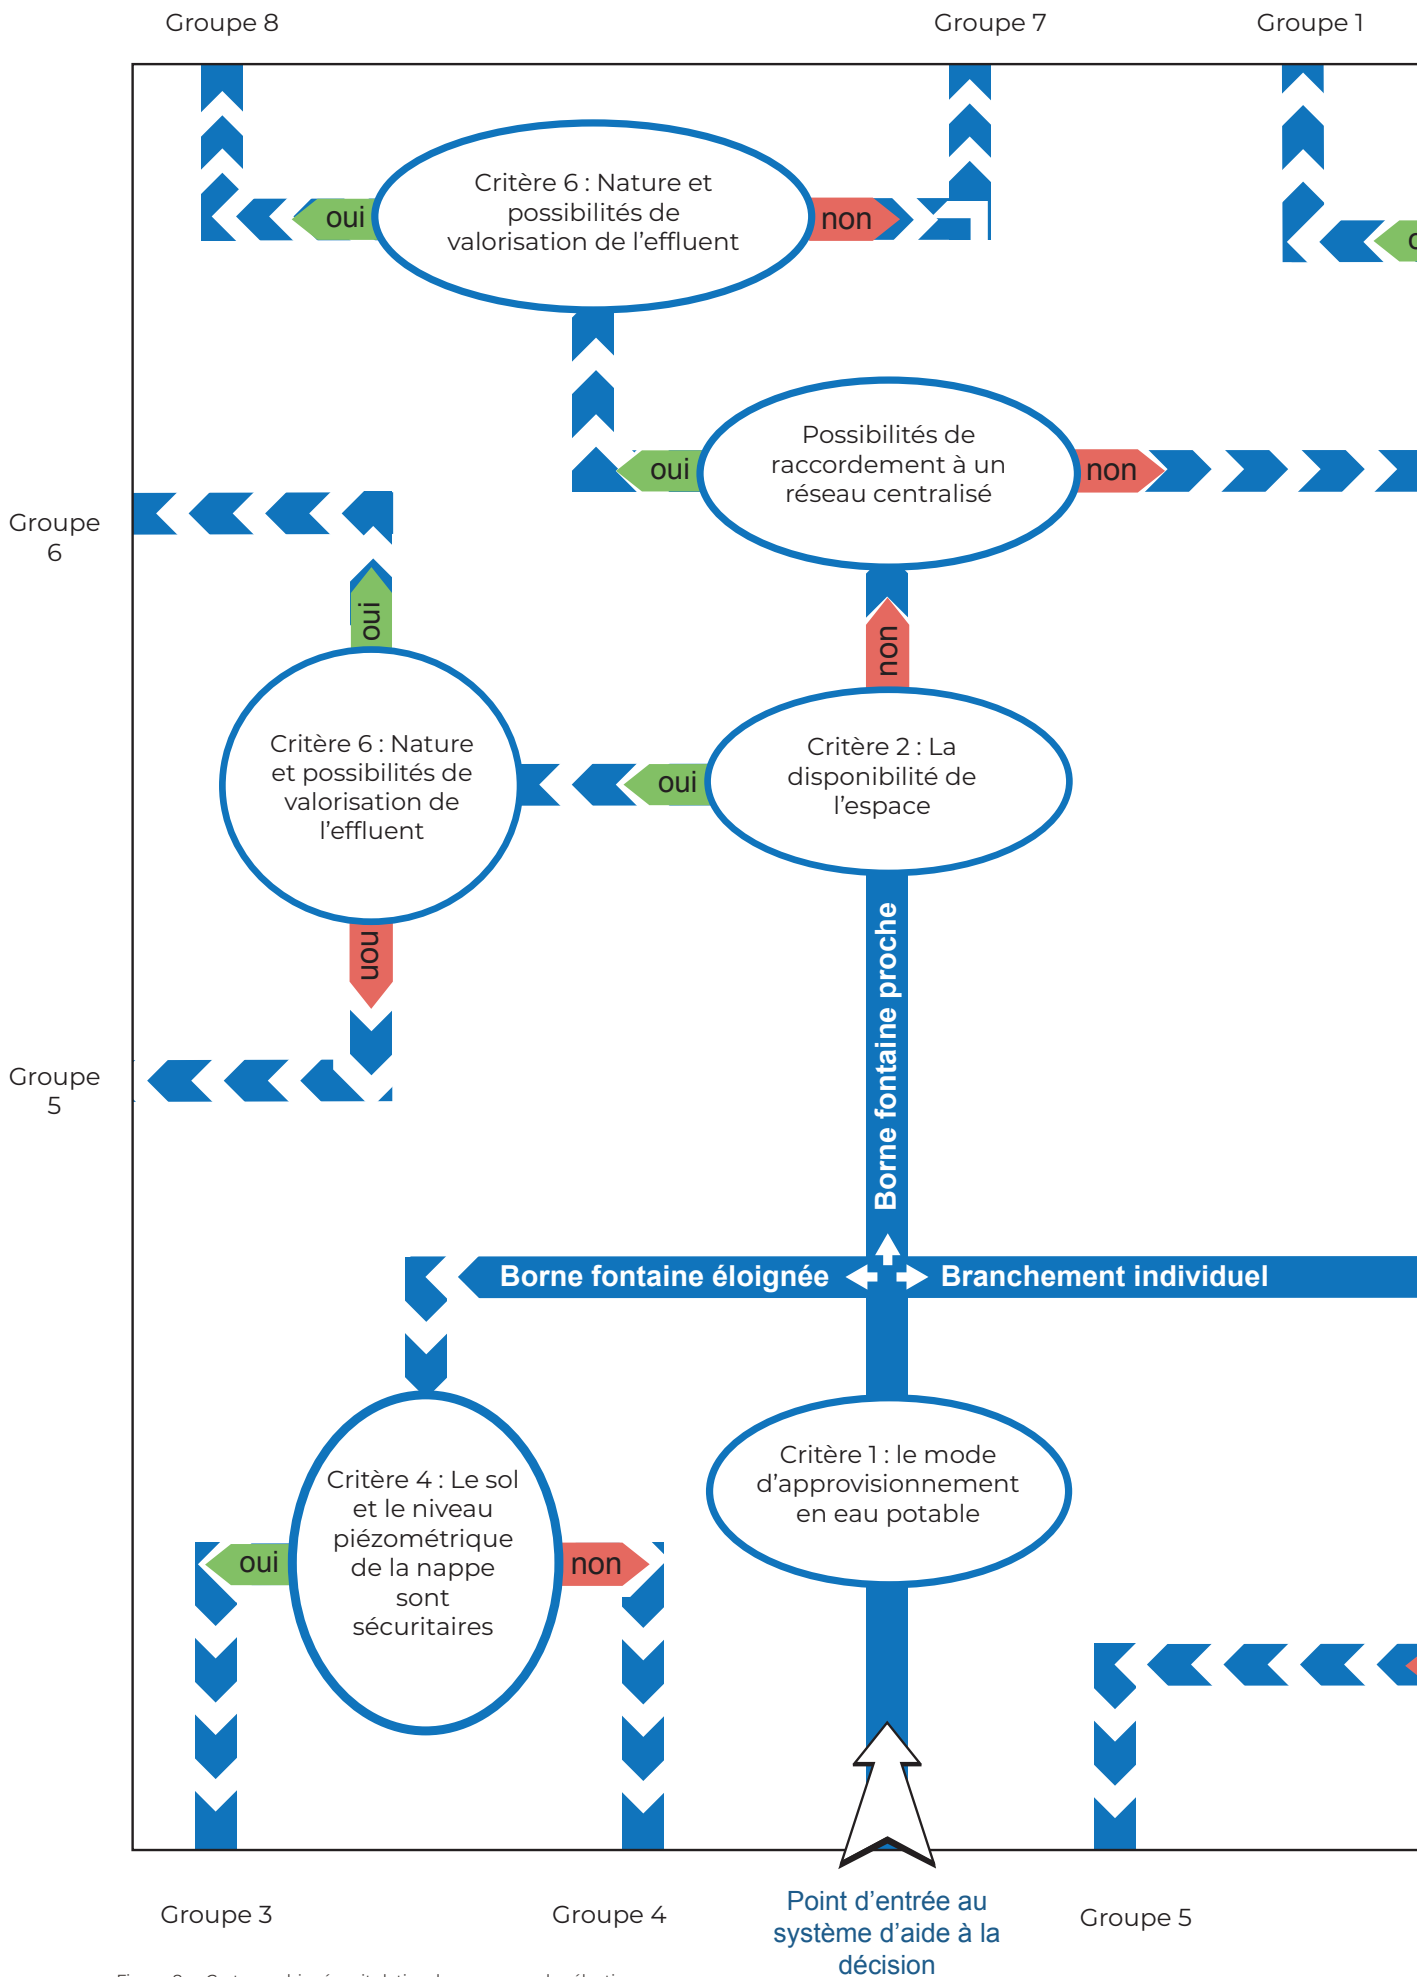 Groupe 8
Groupe 7
Groupe 1
Critère 6 : Nature et
possibilités de
valorisation de l’effluent
oui
non
Possibilités de
raccordement à un
réseau centralisé
oui
non
Groupe
6
oui
non
Critère 6 : Nature
et possibilités de
valorisation de
l’effluent
oui
Critère 2 : La
disponibilité de
l’espace
non
Borne fontaine proche
Groupe
5
Borne fontaine éloignée
Branchement individuel
Critère 4 : Le sol
et le niveau
piézométrique
de la nappe
sont
sécuritaires
oui
non
Critère 1 : le mode
d’approvisionnement
en eau potable
Groupe 3
Groupe 4
Point d’entrée au
système d’aide à la
décision
Groupe 5